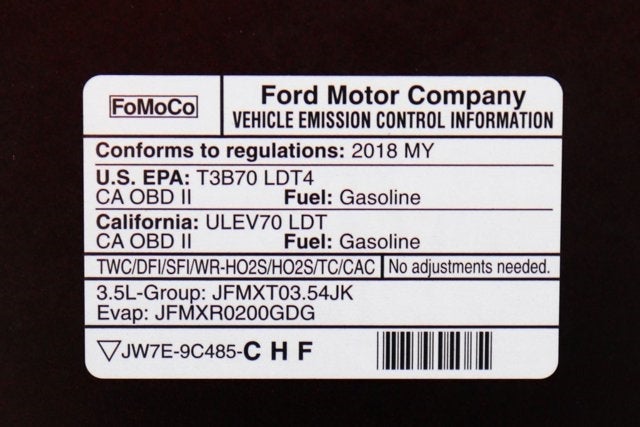 FoMoCo
Ford Motor Company
VEHICLE EMISSION CONTROL INFORMATION
Conforms to regulations: 2018 MY
U.S. EPA: T3B70 LDT4
CA OBD II Fuel: Gasoline
California: ULEV70 LDT
CA OBD II Fuel: Gasoline
TWC/DFI/SFI/WR-HO2S/HO2S/TC/CAC No adjustments needed.
3.5L-Group: JFMXT03.54JK
Evap: JFMXR0200GDG
▽JW7E-9C485-C H F